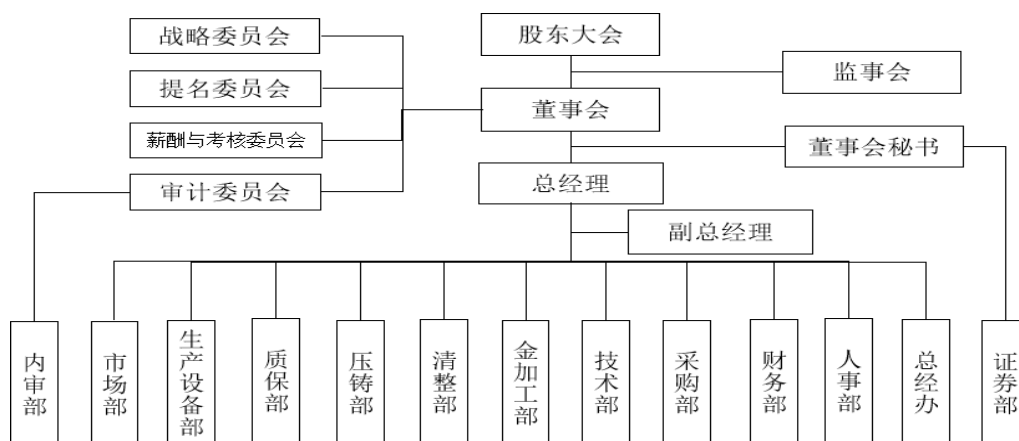 战略委员会
股东大会
监事会
提名委员会
董事会
薪酬与考核委员会
董事会秘书
审计委员会
总经理
副总经理
内审部
市场部
生产设备部
质保部
压铸部
清整部
金加工部
技术部
采购部
财务部
人事部
总经办
证券部